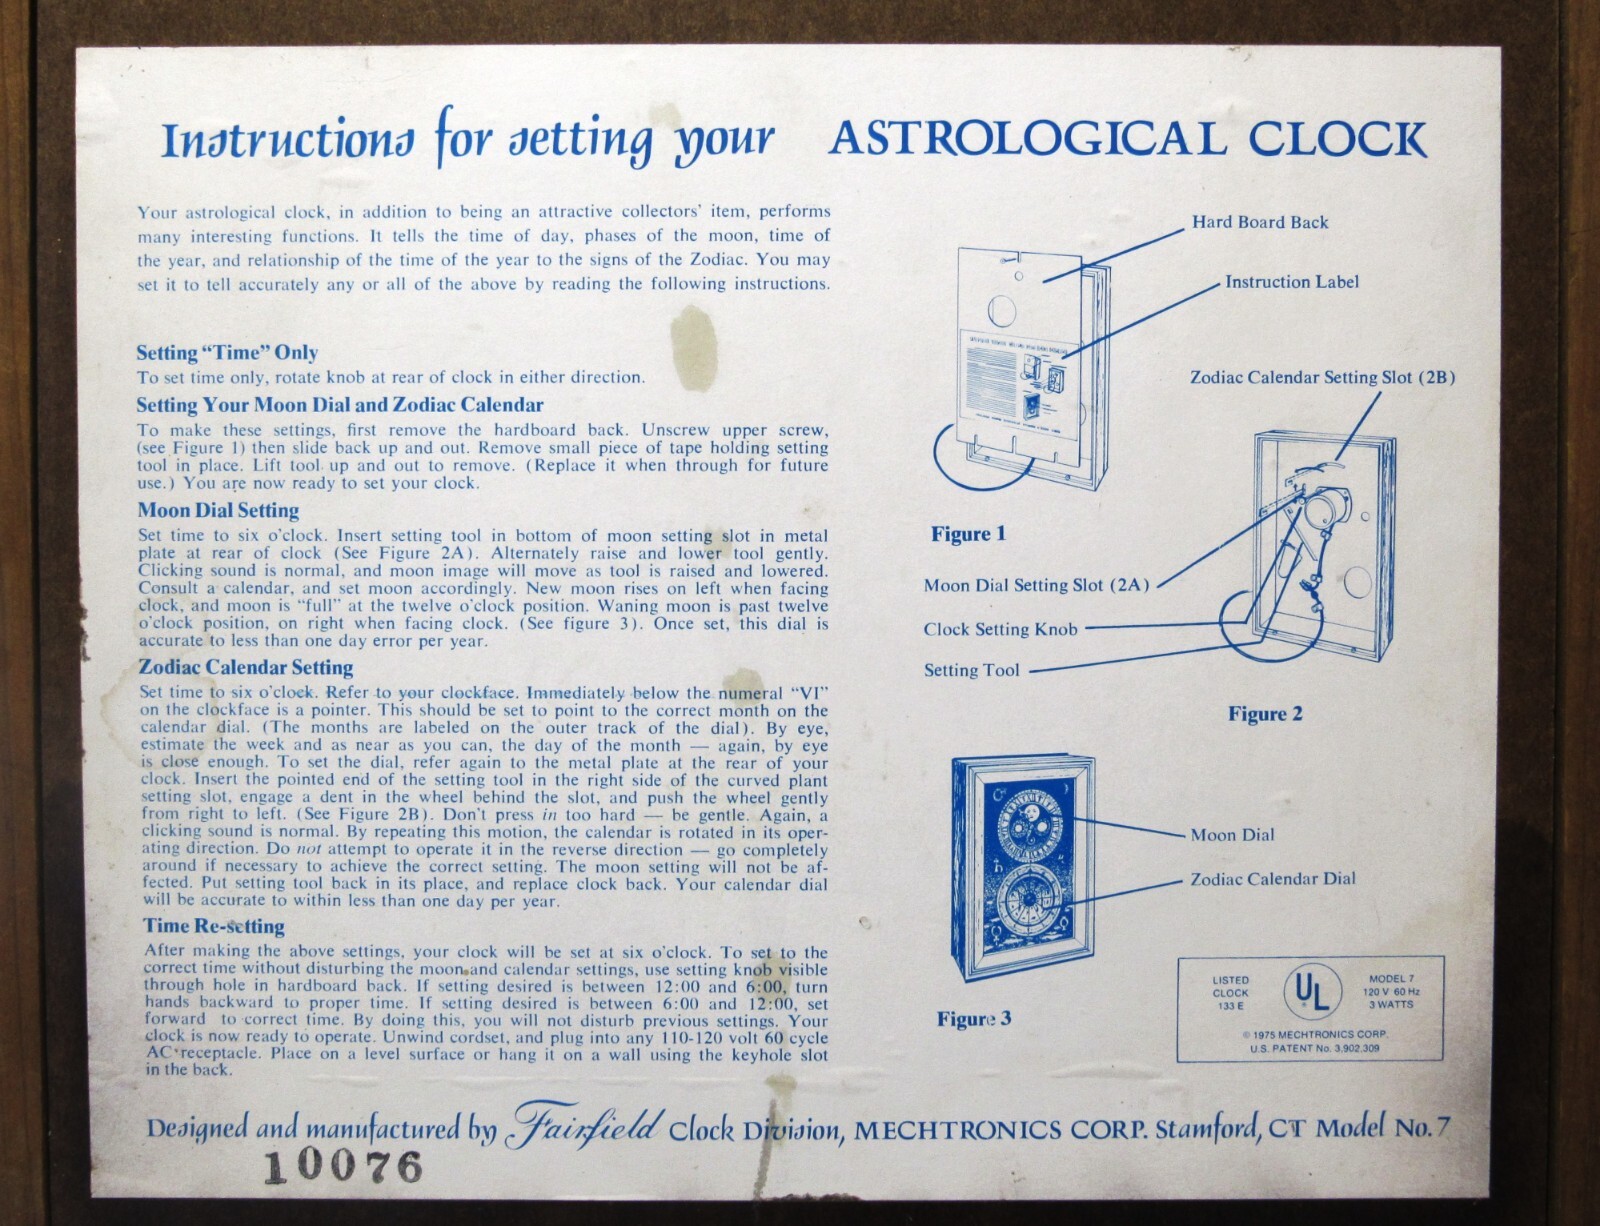 Instructions for setting your ASTROLOGICAL CLOCK
Your astrological clock, in addition to being an attractive collectors' item, performs
many interesting functions. It tells the time of day, phases of the moon, time of
the year, and relationship of the time of the year to the signs of the Zodiac. You may
set it to tell accurately any or all of the above by reading the following instructions.
Setting "Time" Only
To set time only, rotate knob at rear of clock in either direction.
Setting Your Moon Dial and Zodiac Calendar
To make these settings, first remove the hardboard back. Unscrew upper screw,
(see Figure 1) then slide back up and out. Remove small piece of tape holding setting
tool in place. Lift tool up and out to remove. (Replace it when through for future
use.) You are now ready to set your clock.
Moon Dial Setting
Set time to six o'clock. Insert setting tool in bottom of moon setting slot in metal
plate at rear of clock (See Figure 2A). Alternately raise and lower tool gently.
Clicking sound is normal, and moon image will move as tool is raised and lowered.
Consult a calendar, and set moon accordingly. New moon rises on left when facing
clock, and moon is "full" at the twelve o'clock position. Waning moon is past twelve
o'clock position, on right when facing clock. (See figure 3). Once set, this dial is
accurate to less than one day error per year.
Zodiac Calendar Setting
Set time to six o'clock. Refer to your clockface. Immediately below the numeral "VI"
on the clockface is a pointer. This should be set to point to the correct month on the
calendar dial. (The months are labeled on the outer track of the dial). By eye,
estimate the week and as near as you can, the day of the month — again, by eye
is close enough. To set the dial, refer again to the metal plate at the rear of your
clock. Insert the pointed end of the setting tool in the right side of the curved plant
setting slot, engage a dent in the wheel behind the slot, and push the wheel gently
from right to left. (See Figure 2B). Don't press in too hard — be gentle. Again, a
clicking sound is normal. By repeating this motion, the calendar is rotated in its oper-
ating direction. Do not attempt to operate it in the reverse direction — go completely
around if necessary to achieve the correct setting. The moon setting will not be af-
fected. Put setting tool back in its place, and replace clock back. Your calendar dial
will be accurate to within less than one day per year.
Time Re-setting
After making the above settings, your clock will be set at six o'clock. To set to the
correct time without disturbing the moon and calendar settings, use setting knob visible
through hole in hardboard back. If setting desired is between 12:00 and 6:00, turn
hands backward to proper time. If setting desired is between 6:00 and 12:00, set
forward to correct time. By doing this, you will not disturb previous settings. Your
clock is now ready to operate. Unwind cordset, and plug into any 110-120 volt 60 cycle
AC receptacle. Place on a level surface or hang it on a wall using the keyhole slot
in the back.
Hard Board Back
Instruction Label
Figure 1
Zodiac Calendar Setting Slot (2B)
Moon Dial Setting Slot (2A)
Clock Setting Knob
Setting Tool
Figure 2
Moon Dial
Zodiac Calendar Dial
Figure 3
LISTED
CLOCK
133 E
UL
MODEL 7
120 V 60 Hz
3 WATTS
© 1975 MECHTRONICS CORP.
U.S. PATENT No. 3,902,309
Designed and manufactured by Fairfield Clock Division, MECHTRONICS CORP. Stamford, CT Model No. 7
10076